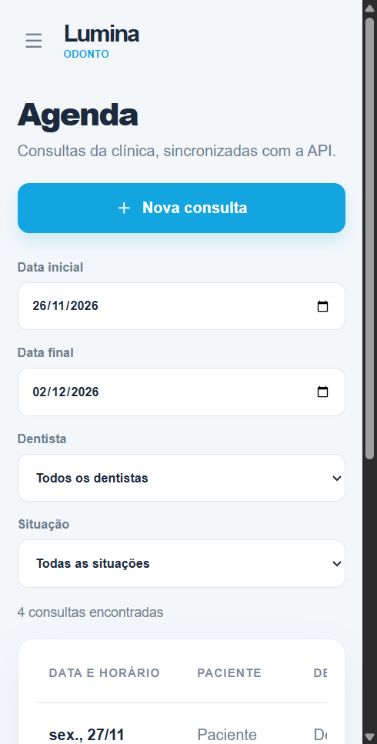 Lumina
ODONTO
Agenda
Consultas da clínica, sincronizadas com a API.
+ Nova consulta
Data inicial
26/11/2026
Data final
02/12/2026
Dentista
Todos os dentistas
Situação
Todas as situações
4 consultas encontradas
DATA E HORÁRIO PACIENTE
sex., 27/11 Paciente